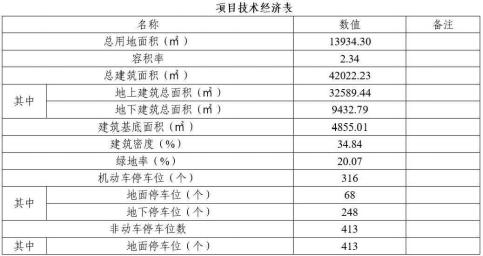 项目技术经济表
名称 数值 备注
总用地面积（㎡） 13934.30
容积率 2.34
总建筑面积（㎡） 42022.23
其中 地上建筑总面积（㎡） 32589.44
地下建筑总面积（㎡） 9432.79
建筑基底面积（㎡） 4855.01
建筑密度（%） 34.84
绿地率（%） 20.07
机动车停车位（个） 316
其中 地面停车位（个） 68
地下停车位（个） 248
非动车停车位数 413
其中 地面停车位（个） 413